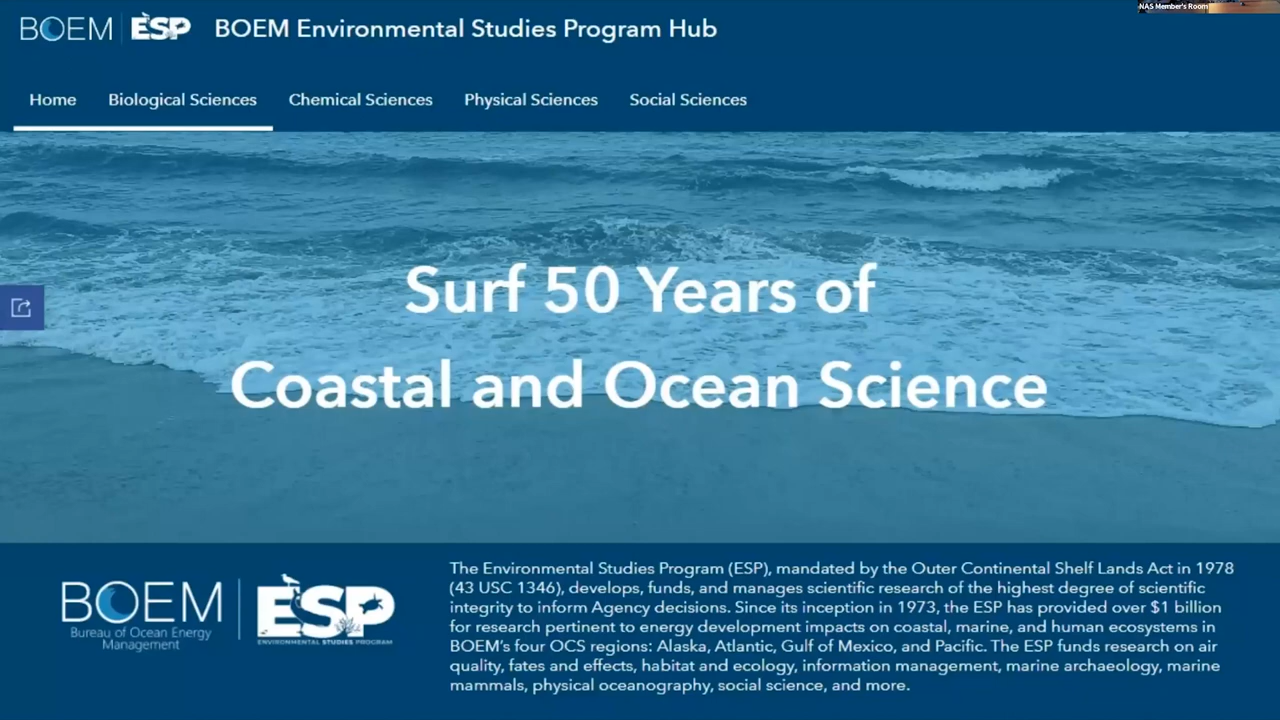 NAS Member's Room
BOEM ESP BOEM Environmental Studies Program Hub
Home Biological Sciences Chemical Sciences Physical Sciences Social Sciences
Surf 50 Years of
Coastal and Ocean Science
BOEM
Bureau of Ocean Energy
Management
ESP
ENVIRONMENTAL STUDIES PROGRAM
The Environmental Studies Program (ESP), mandated by the Outer Continental Shelf Lands Act in 1978
(43 USC 1346), develops, funds, and manages scientific research of the highest degree of scientific
integrity to inform Agency decisions. Since its inception in 1973, the ESP has provided over $1 billion
for research pertinent to energy development impacts on coastal, marine, and human ecosystems in
BOEM's four OCS regions: Alaska, Atlantic, Gulf of Mexico, and Pacific. The ESP funds research on air
quality, fates and effects, habitat and ecology, information management, marine archaeology, marine
mammals, physical oceanography, social science, and more.